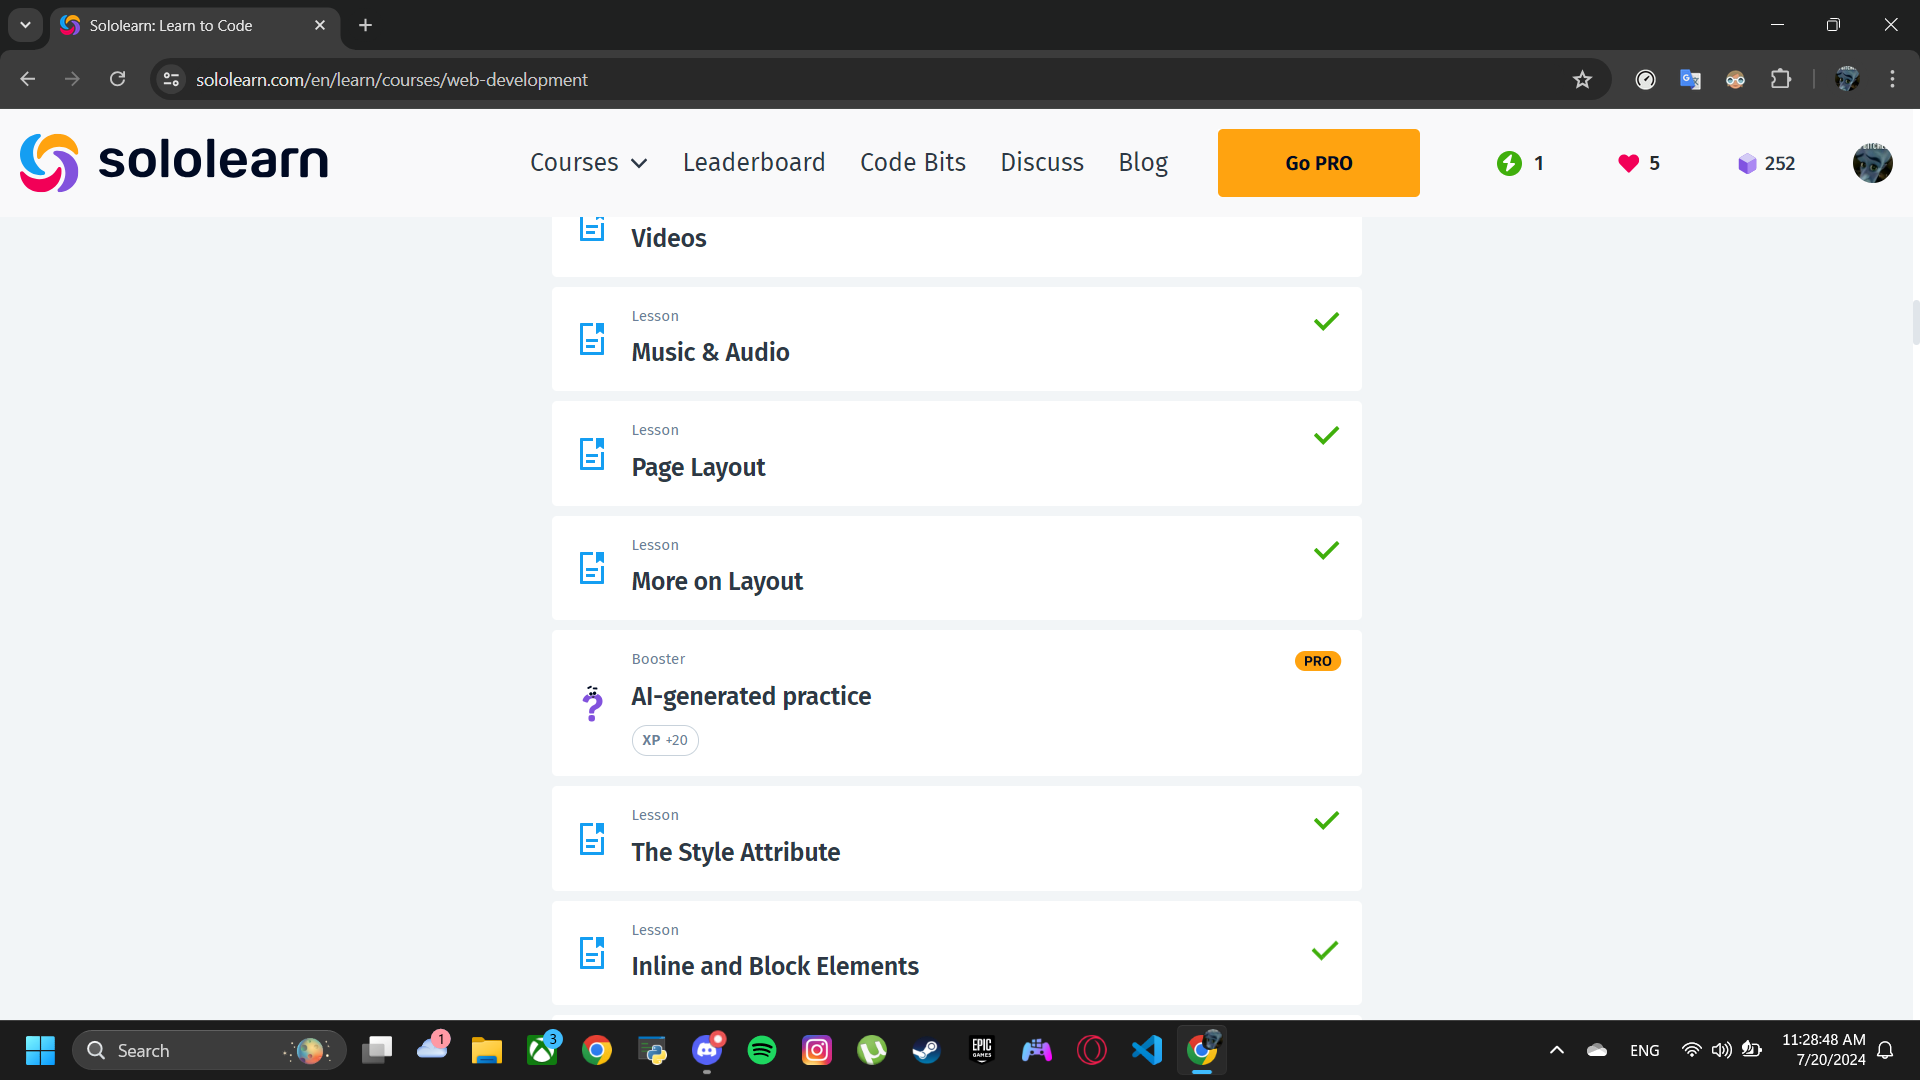 Sololearn: Learn to Code
sololearn.com/en/learn/courses/web-development
sololearn
Courses
Leaderboard
Code Bits
Discuss
Blog
Go PRO
1
5
252
Videos
Lesson
Music & Audio
Lesson
Page Layout
Lesson
More on Layout
Booster
PRO
AI-generated practice
XP +20
Lesson
The Style Attribute
Lesson
Inline and Block Elements
Search
1
3
EPIC
GAMES
ENG
11:28:48 AM
7/20/2024